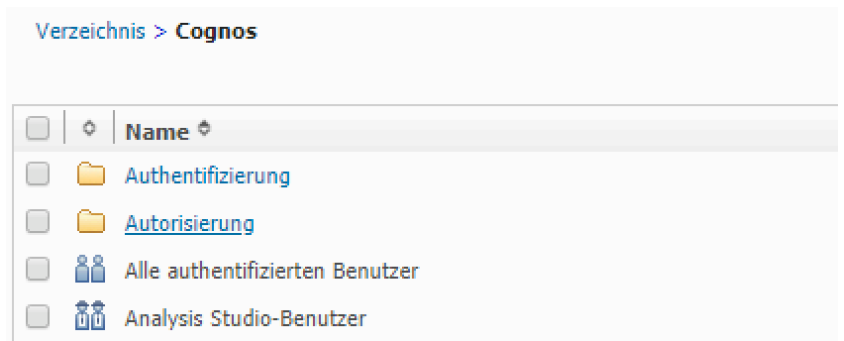 Verzeichnis > Cognos
Name
Authentifizierung
Autorisierung
Alle authentifizierten Benutzer
Analysis Studio-Benutzer